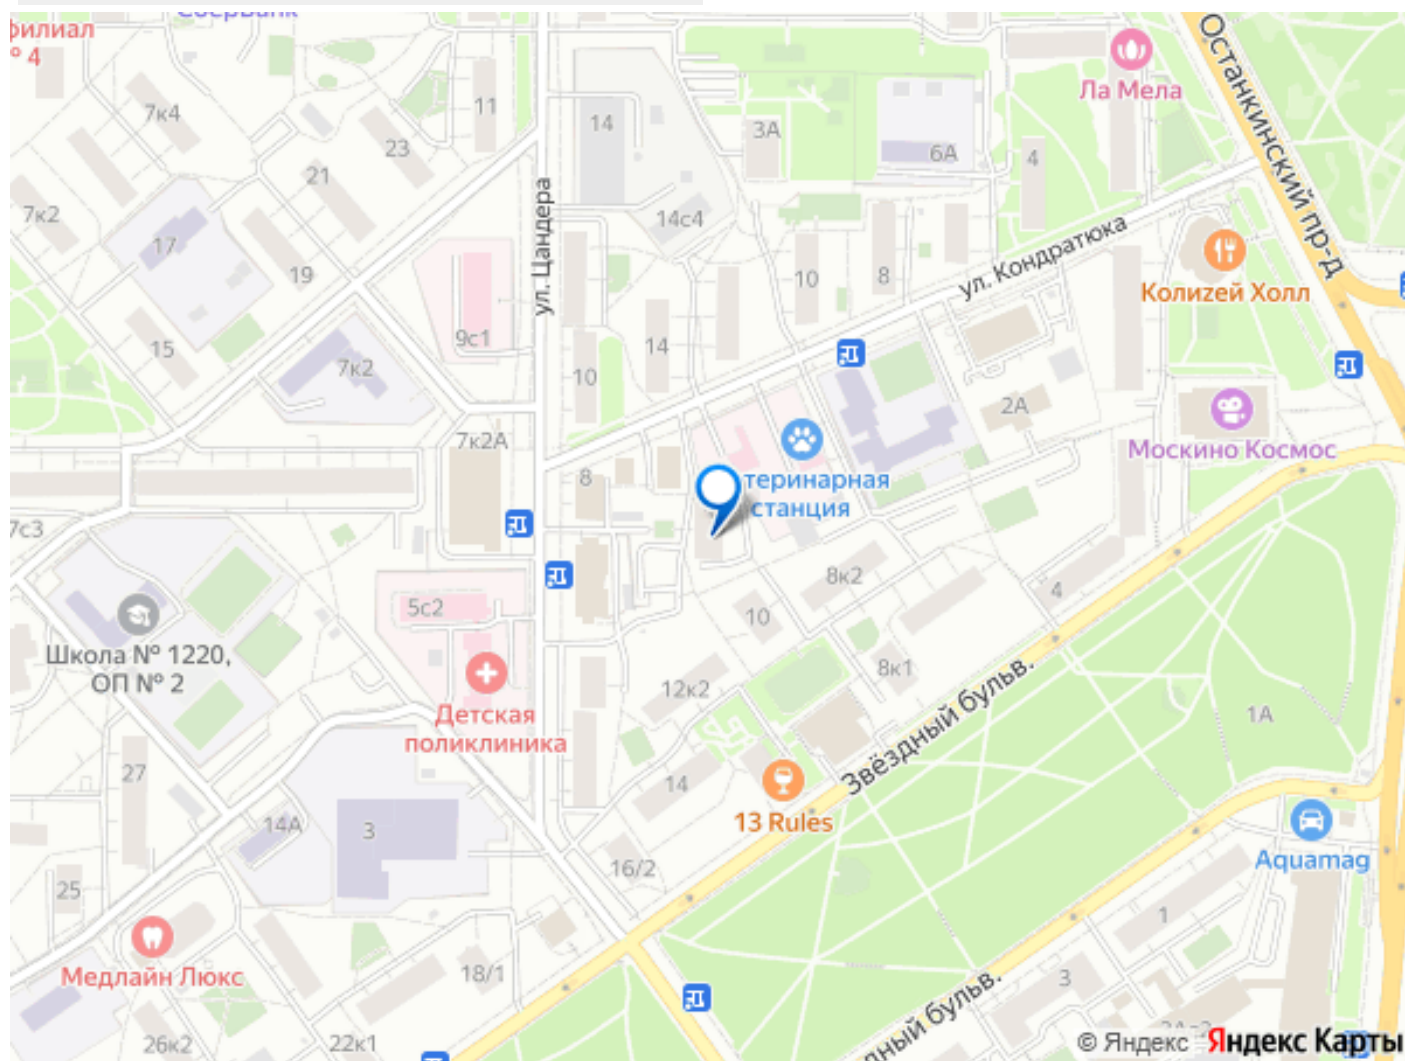 Сбербанк
филиал
№ 4
7к4
11
23
21
7к2
17
19
15
14
14с4
3А
6А
4
Ла Мела
Останкинский пр-д
ул. Цандера
ул. Кондратюка
Колиzей Холл
10
8
9с1
7к2
14
10
7к2А
2А
Москино Космос
8
теринарная
станция
7с3
5с2
8к2
10
4
Школа № 1220,
ОП № 2
Детская
поликлиника
12к2
8к1
Звёздный бульв.
1А
27
14
14А
3
13 Rules
Aquamag
16/2
25
Медлайн Люкс
18/1
1
3
ный бульв.
26к2
22к1
© Яндекс Яндекс Карты